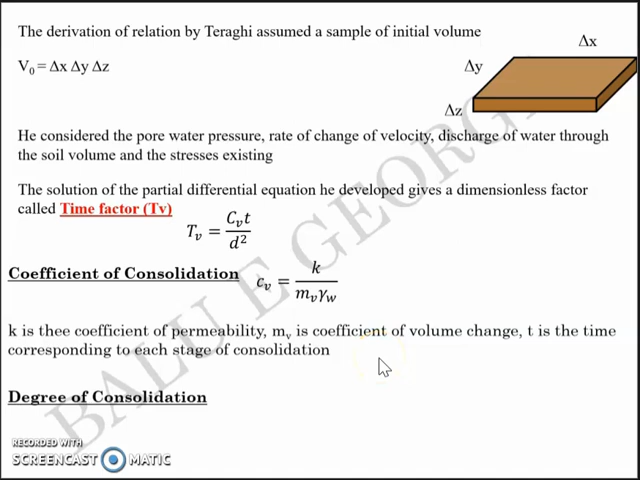 The derivation of relation by Teraghi assumed a sample of initial volume
Δx
V₀ = Δx Δy Δz
Δy
Δz
He considered the pore water pressure, rate of change of velocity, discharge of water through
the soil volume and the stresses existing
The solution of the partial differential equation he developed gives a dimensionless factor
called Time factor (Tv)
Tᵥ = Cᵥt / d²
Coefficient of Consolidation cᵥ = k / mᵥγ_w
k is thee coefficient of permeability, mᵥ is coefficient of volume change, t is the time
corresponding to each stage of consolidation
Degree of Consolidation
BALU E GEORGE
RECORDED WITH
SCREENCAST MATIC